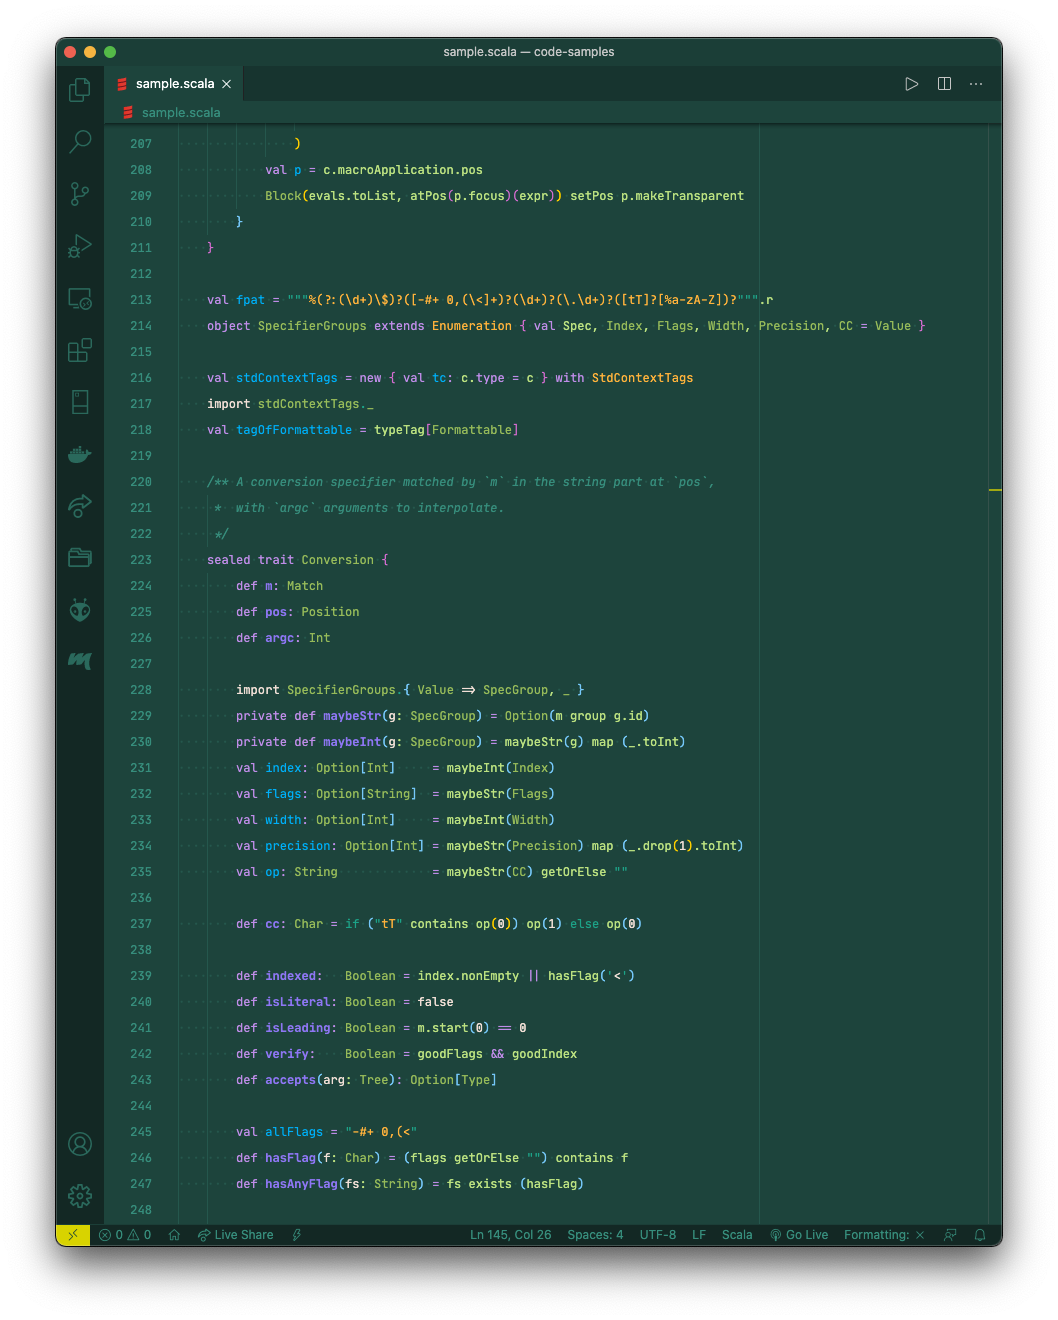 sample.scala — code-samples
sample.scala
sample.scala
207 )
208 val p = c.macroApplication.pos
209 Block(evals.toList, atPos(p.focus)(expr)) setPos p.makeTransparent
210 }
211 }
212
213 val fpat = """%(?:(\d+)\$)?([-#+ 0,(\<]+)?(\d+)?(\.\d+)?([tT]?[%a-zA-Z])?""".r
214 object SpecifierGroups extends Enumeration { val Spec, Index, Flags, Width, Precision, CC = Value }
215
216 val stdContextTags = new { val tc: c.type = c } with StdContextTags
217 import stdContextTags._
218 val tagOfFormattable = typeTag[Formattable]
219
220 /** A conversion specifier matched by `m` in the string part at `pos`,
221 * with `argc` arguments to interpolate.
222 */
223 sealed trait Conversion {
224 def m: Match
225 def pos: Position
226 def argc: Int
227
228 import SpecifierGroups.{ Value => SpecGroup, _ }
229 private def maybeStr(g: SpecGroup) = Option(m group g.id)
230 private def maybeInt(g: SpecGroup) = maybeStr(g) map (_.toInt)
231 val index: Option[Int]     = maybeInt(Index)
232 val flags: Option[String]  = maybeStr(Flags)
233 val width: Option[Int]     = maybeInt(Width)
234 val precision: Option[Int] = maybeStr(Precision) map (_.drop(1).toInt)
235 val op: String             = maybeStr(CC) getOrElse ""
236
237 def cc: Char = if ("tT" contains op(0)) op(1) else op(0)
238
239 def indexed:   Boolean = index.nonEmpty || hasFlag('<')
240 def isLiteral: Boolean = false
241 def isLeading: Boolean = m.start(0) == 0
242 def verify:    Boolean = goodFlags && goodIndex
243 def accepts(arg: Tree): Option[Type]
244
245 val allFlags = "-#+ 0,(<"
246 def hasFlag(f: Char) = (flags getOrElse "") contains f
247 def hasAnyFlag(fs: String) = fs exists (hasFlag)
248
0 0 Live Share Ln 145, Col 26 Spaces: 4 UTF-8 LF Scala Go Live Formatting: ×